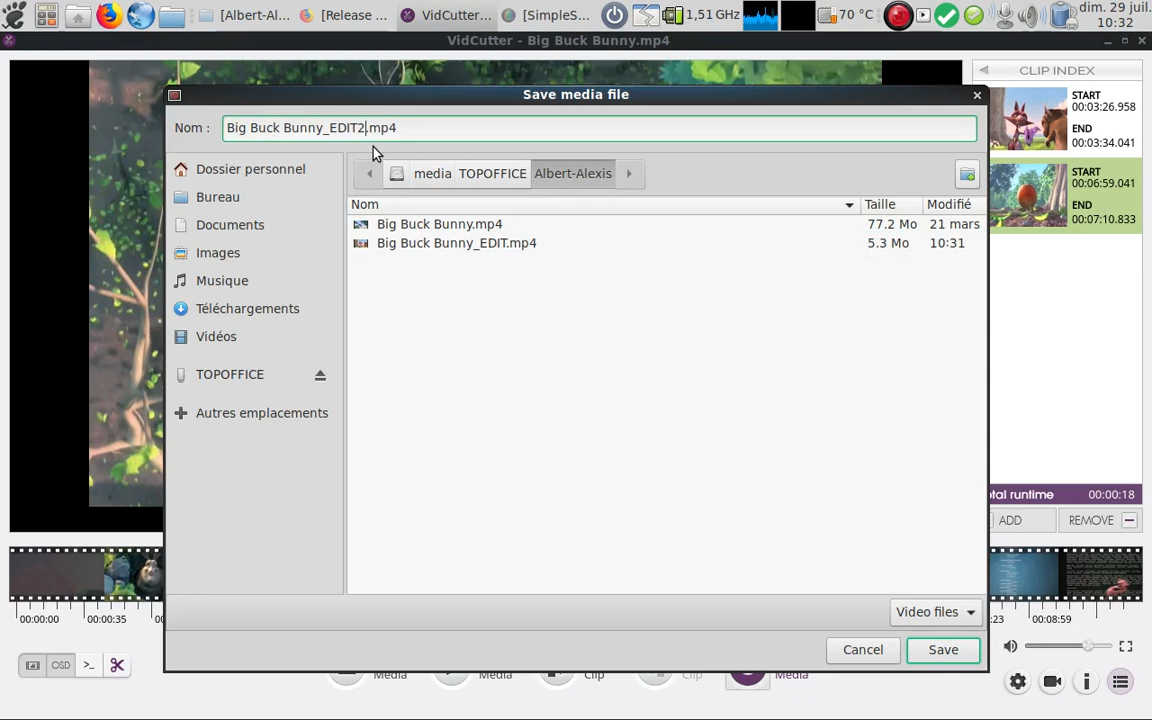 [Albert-Al...
[Release ...
VidCutter...
[SimpleS...
1,51 GHz
70 °C
dim. 29 juil.
10:32
VidCutter - Big Buck Bunny.mp4
CLIP INDEX
START
00:03:26.958
END
00:03:34.041
START
00:06:59.041
END
00:07:10.833
Save media file
Nom :
Big Buck Bunny_EDIT2.mp4
Dossier personnel
Bureau
Documents
Images
Musique
Téléchargements
Vidéos
TOPOFFICE
Autres emplacements
media
TOPOFFICE
Albert-Alexis
Nom
Taille
Modifié
Big Buck Bunny.mp4
77.2 Mo
21 mars
Big Buck Bunny_EDIT.mp4
5.3 Mo
10:31
Video files
Cancel
Save
otal runtime
00:00:18
ADD
REMOVE
00:00:00
00:00:35
00
:23
00:08:59
OSD
>_
Media
Media
Clip
Clip
Media